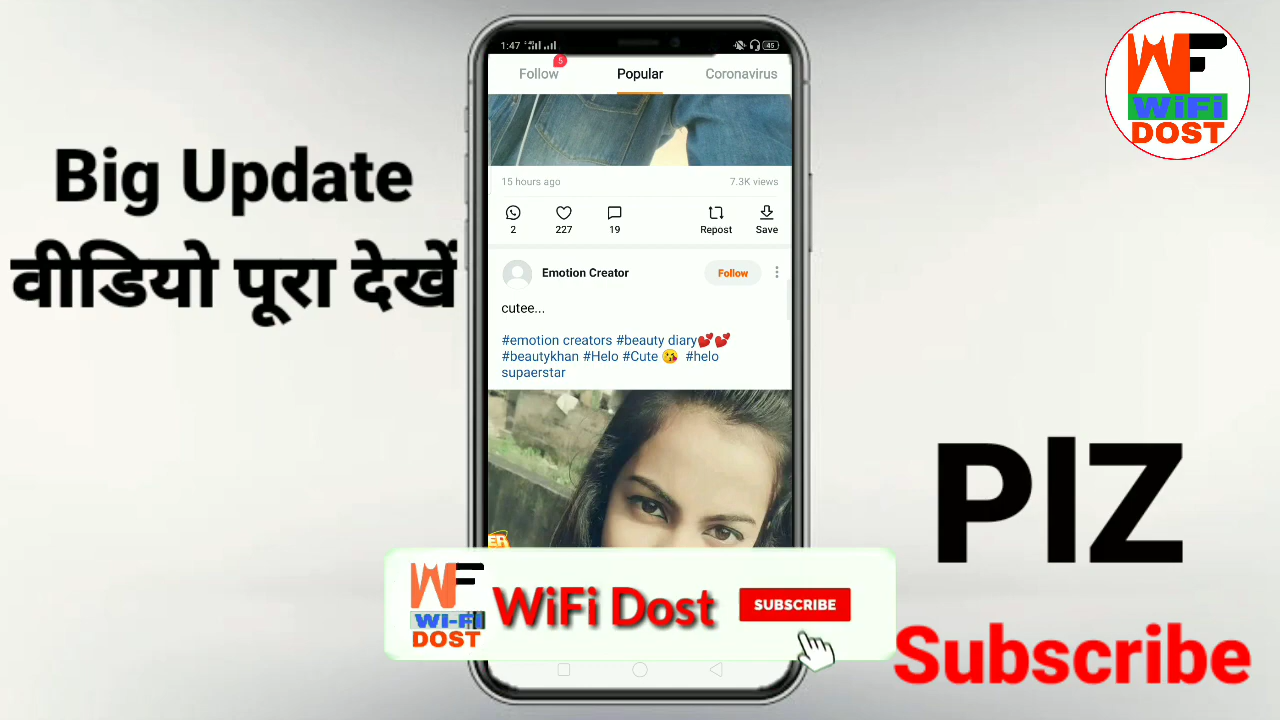 1:47
45
Follow
5
Popular
Coronavirus
15 hours ago
7.3K views
2
227
19
Repost
Save
Emotion Creator
Follow
cutee...
#emotion creators #beauty diary💕💕
#beautykhan #Helo #Cute 😘 #helo
supaerstar
Big Update
वीडियो पूरा देखें
WF
WiFi
DOST
PlZ
Subscribe
WF
WI-Fi
DOST
WiFi Dost
SUBSCRIBE